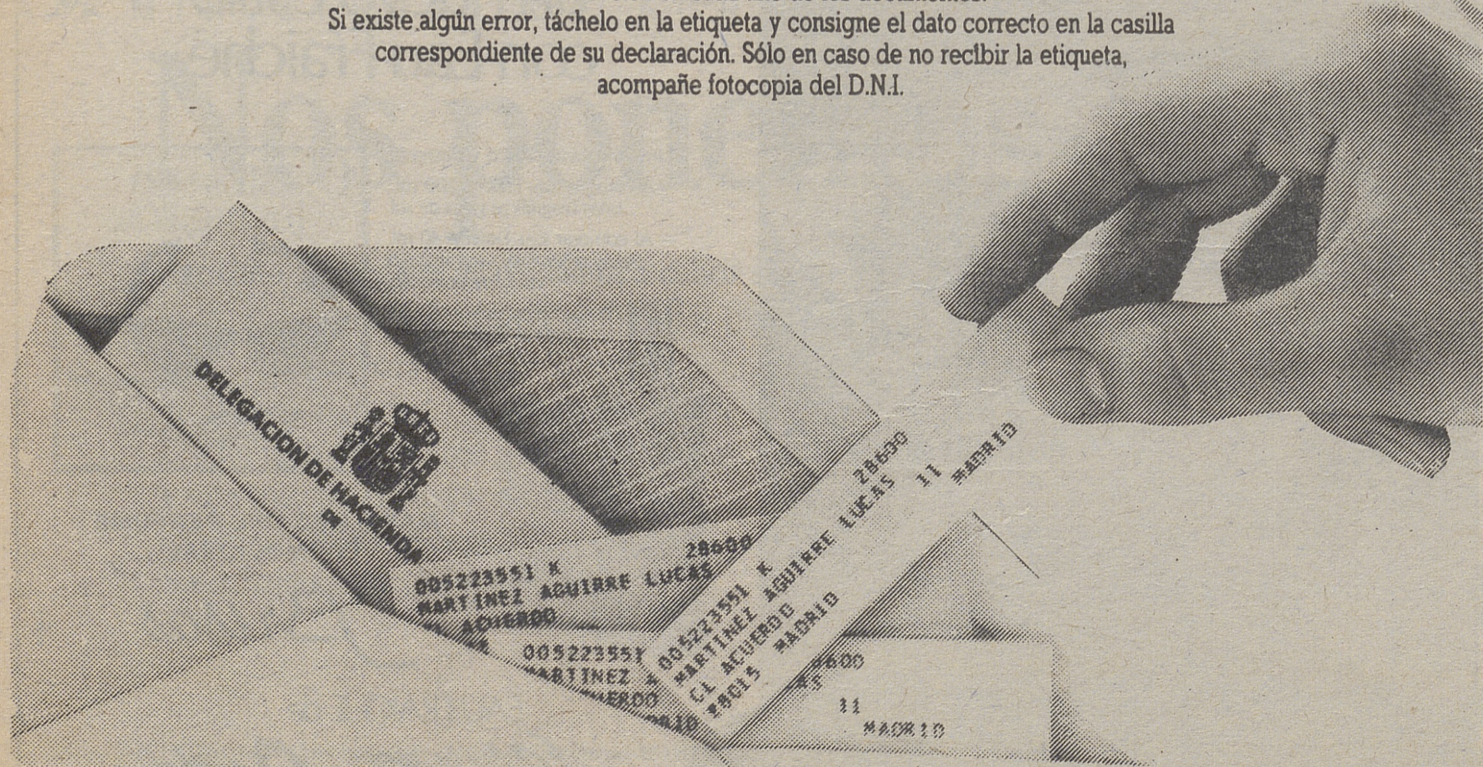 Si existe algún error, táchelo en la etiqueta y consigne el dato correcto en la casilla
correspondiente de su declaración. Sólo en caso de no recibir la etiqueta,
acompañe fotocopia del D.N.I.
DELEGACION DE HACIENDA
DE
28600
005223551 K
MARTINEZ AGUIRRE LUCAS
CL ACUERDO 11
28015 MADRID MADRID
005223551 K 28600
MARTINEZ AGUIRRE LUCAS
ACUERDO
005223551
MARTINEZ
11
MADRID